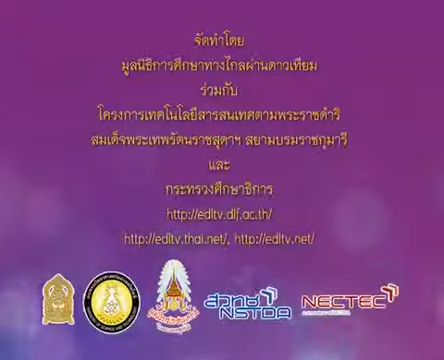 จัดทำโดย
มูลนิธิการศึกษาทางไกลผ่านดาวเทียม
ร่วมกับ
โครงการเทคโนโลยีสารสนเทศตามพระราชดำริ
สมเด็จพระเทพรัตนราชสุดาฯ สยามบรมราชกุมารี
และ
กระทรวงศึกษาธิการ
http://edltv.dlf.ac.th/
http://edltv.thai.net/, http://edltv.net/
สวทช
NSTDA
NECTEC